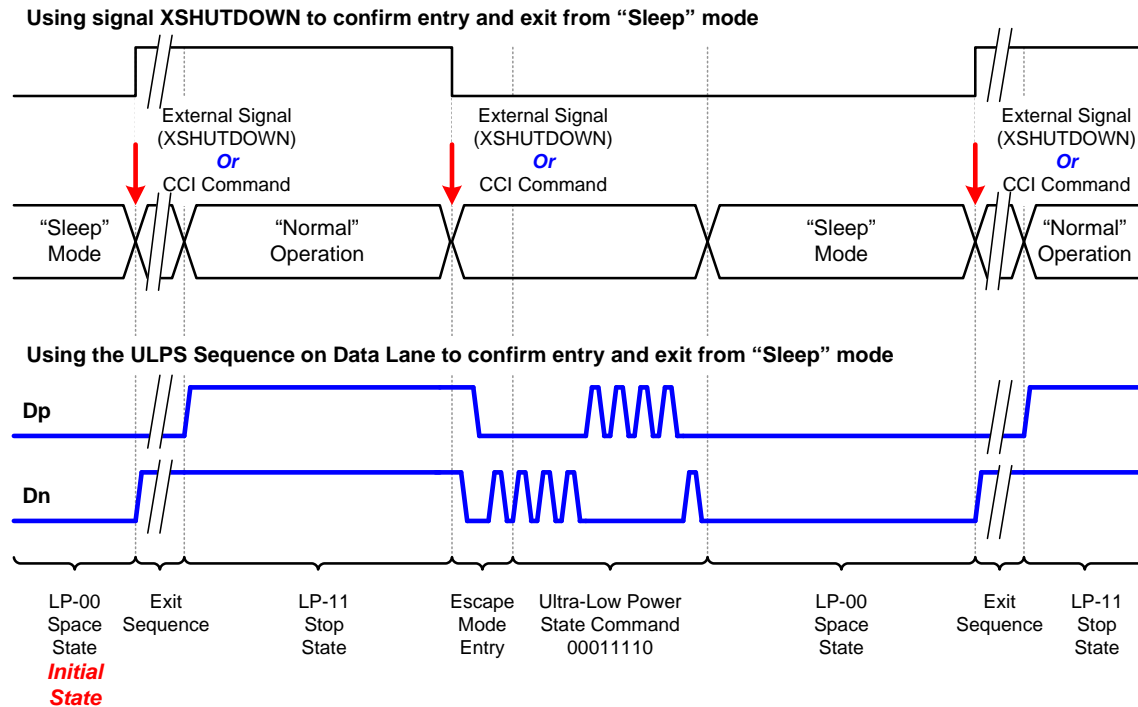 Using signal XSHUTDOWN to confirm entry and exit from “Sleep” mode
External Signal
(XSHUTDOWN)
Or
CCI Command
External Signal
(XSHUTDOWN)
Or
CCI Command
External Signal
(XSHUTDOWN)
Or
CCI Command
“Sleep”
Mode
“Normal”
Operation
“Sleep”
Mode
“Normal”
Operation
Using the ULPS Sequence on Data Lane to confirm entry and exit from “Sleep” mode
Dp
Dn
LP-00
Space
State
Initial
State
Exit
Sequence
LP-11
Stop
State
Escape
Mode
Entry
Ultra-Low Power
State Command
00011110
LP-00
Space
State
Exit
Sequence
LP-11
Stop
State